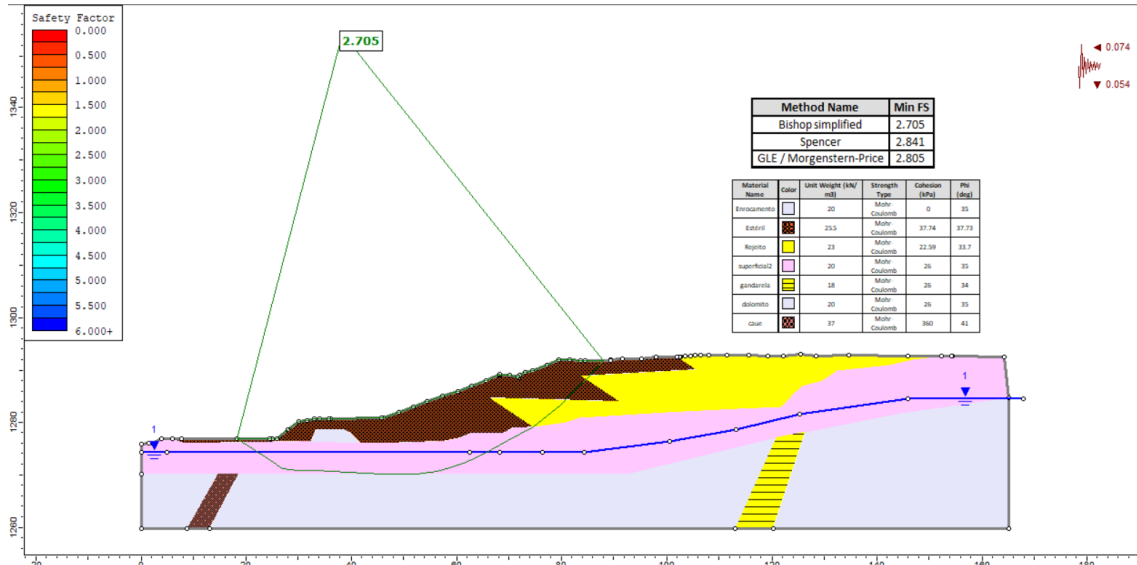 Safety Factor
0.000
0.500
1.000
1.500
2.000
2.500
3.000
3.500
4.000
4.500
5.000
5.500
6.000+
2.705
0.074
0.054
Method Name Min FS
Bishop simplified 2.705
Spencer 2.841
GLE / Morgenstern-Price 2.805
Material Name Color Unit Weight (kN/m3) Strength Type Cohesion (kPa) Phi (deg)
Enrocamento 20 Mohr-Coulomb 0 35
Estéril 25.5 Mohr-Coulomb 37.74 37.73
Rejeito 23 Mohr-Coulomb 22.59 33.7
superficial2 20 Mohr-Coulomb 26 35
gandarela 18 Mohr-Coulomb 26 34
dolomito 20 Mohr-Coulomb 26 35
caue 37 Mohr-Coulomb 360 41
1
1
1340
1320
1300
1280
1260
-20 0 20 40 60 80 100 120 140 160 180